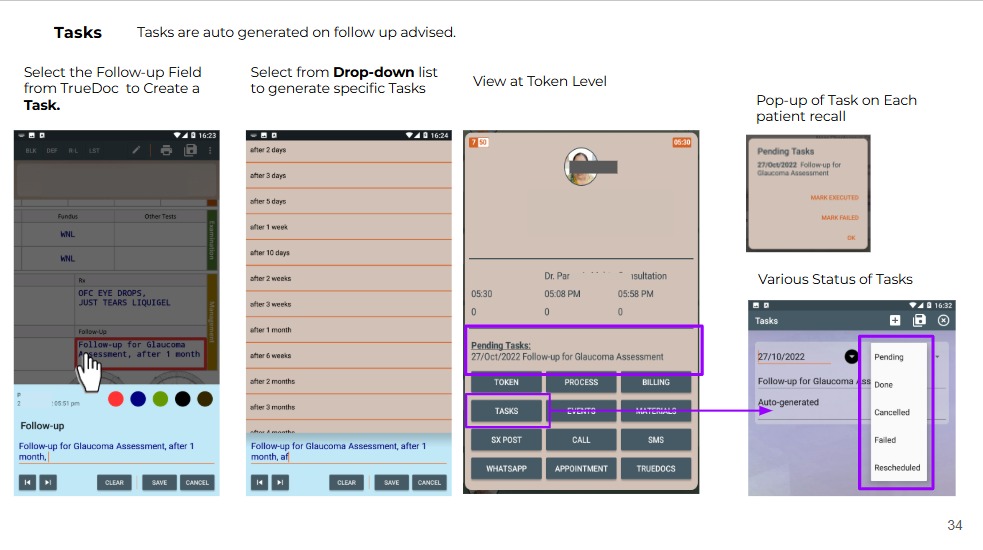 Tasks Tasks are auto generated on follow up advised.
Select the Follow-up Field
from TrueDoc to Create a
Task.
16:23
BLK DEF R-L LST
Fundus Other Tests
WNL
WNL
Examination
Rx
OFC EYE DROPS,
JUST TEARS LIQUIGEL
Management
Follow-Up
Follow-up for Glaucoma
Assessment, after 1 month
P
2 :05:51 pm
Follow-up
Follow-up for Glaucoma Assessment, after 1
month,
CLEAR SAVE CANCEL
Select from Drop-down list
to generate specific Tasks
16:24
after 2 days
after 3 days
after 5 days
after 1 week
after 10 days
after 2 weeks
after 3 weeks
after 1 month
after 6 weeks
after 2 months
after 3 months
after 4 months
Follow-up for Glaucoma Assessment, after 1
month, af
CLEAR SAVE CANCEL
View at Token Level
7 50 05:30
Dr. Par
05:30 05:08 PM 05:58 PM
0 0 0
Pending Tasks:
27/Oct/2022 Follow-up for Glaucoma Assessment
TOKEN PROCESS BILLING
TASKS EVENTS MATERIALS
SX POST CALL SMS
WHATSAPP APPOINTMENT TRUEDOCS
Pop-up of Task on Each
patient recall
Pending Tasks
27/Oct/2022 Follow-up for
Glaucoma Assessment
MARK EXECUTED
MARK FAILED
OK
Various Status of Tasks
16:32
Tasks
27/10/2022
Follow-up for Glaucoma Ass
Auto-generated
Pending
Done
Cancelled
Failed
Rescheduled
34